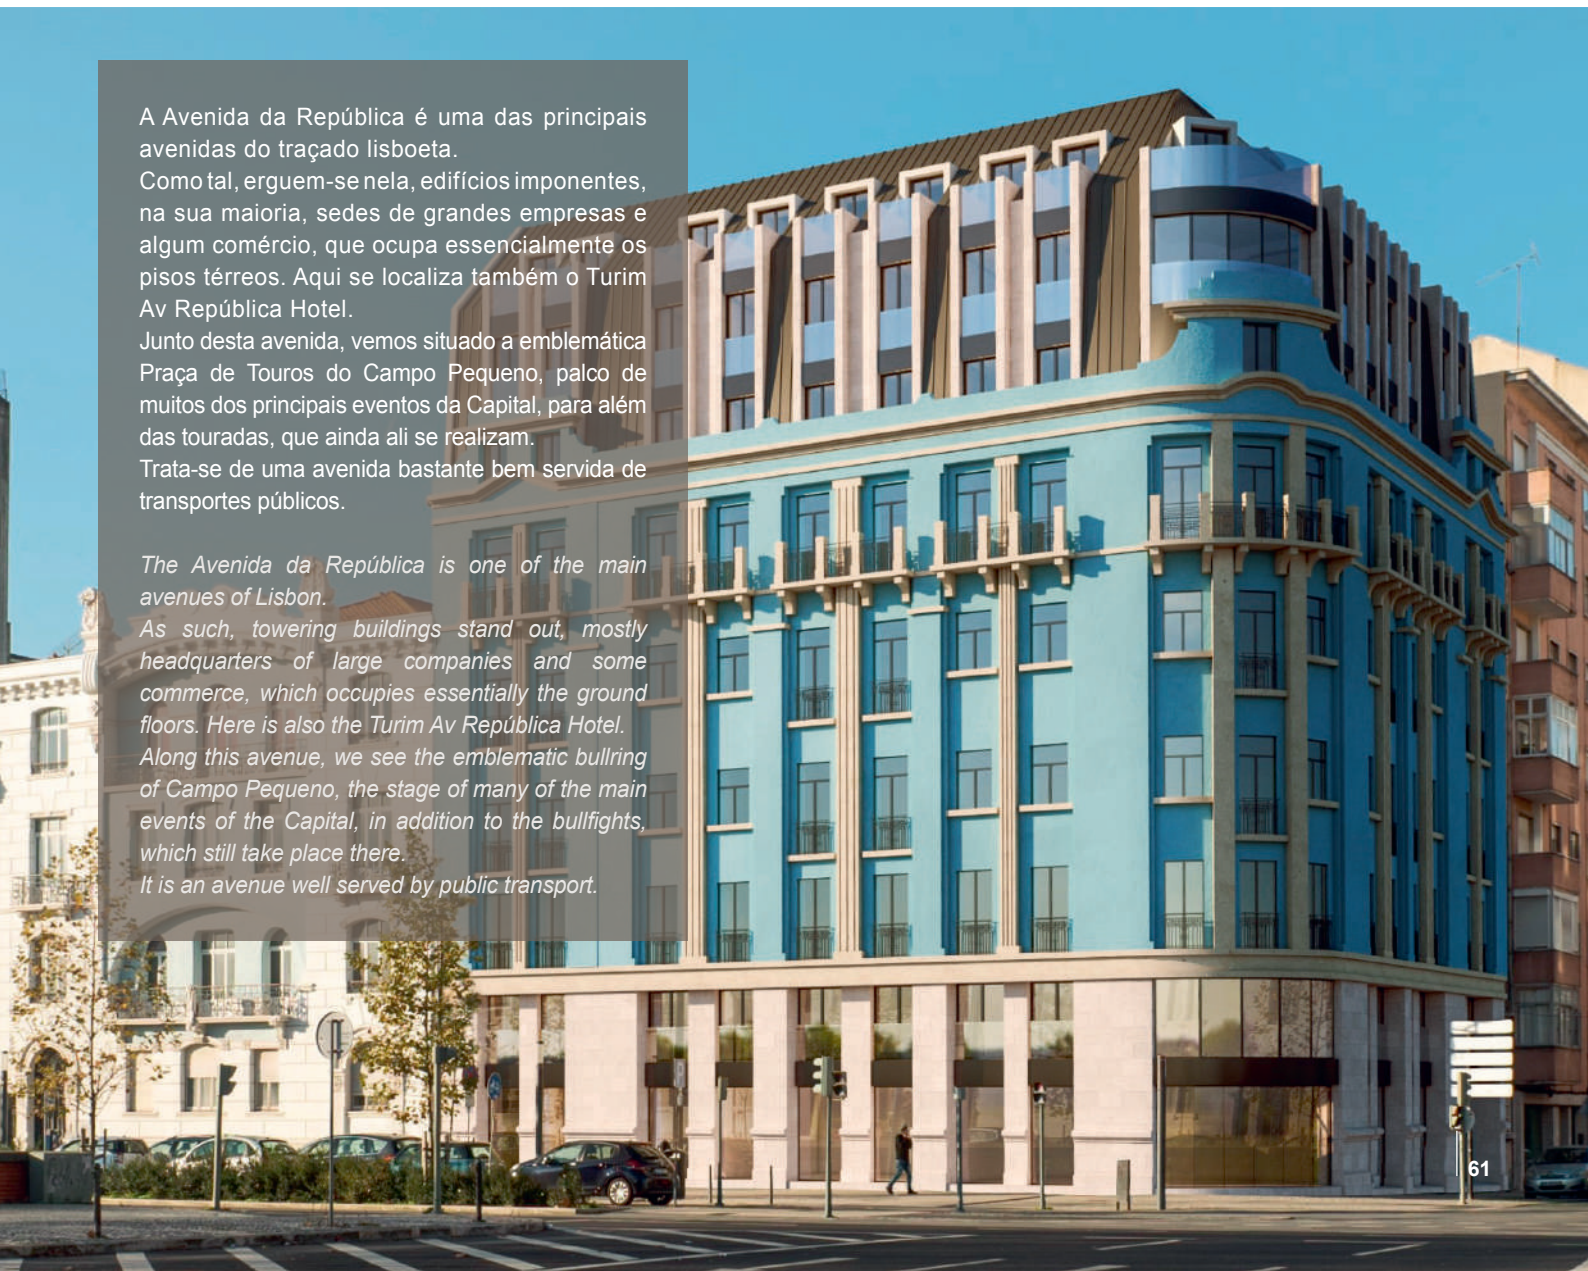 A Avenida da República é uma das principais
avenidas do traçado lisboeta.
Como tal, erguem-se nela, edifícios imponentes,
na sua maioria, sedes de grandes empresas e
algum comércio, que ocupa essencialmente os
pisos térreos. Aqui se localiza também o Turim
Av República Hotel.
Junto desta avenida, vemos situado a emblemática
Praça de Touros do Campo Pequeno, palco de
muitos dos principais eventos da Capital, para além
das touradas, que ainda ali se realizam.
Trata-se de uma avenida bastante bem servida de
transportes públicos.
The Avenida da República is one of the main
avenues of Lisbon.
As such, towering buildings stand out, mostly
headquarters of large companies and some
commerce, which occupies essentially the ground
floors. Here is also the Turim Av República Hotel.
Along this avenue, we see the emblematic bullring
of Campo Pequeno, the stage of many of the main
events of the Capital, in addition to the bullfights,
which still take place there.
It is an avenue well served by public transport.
61